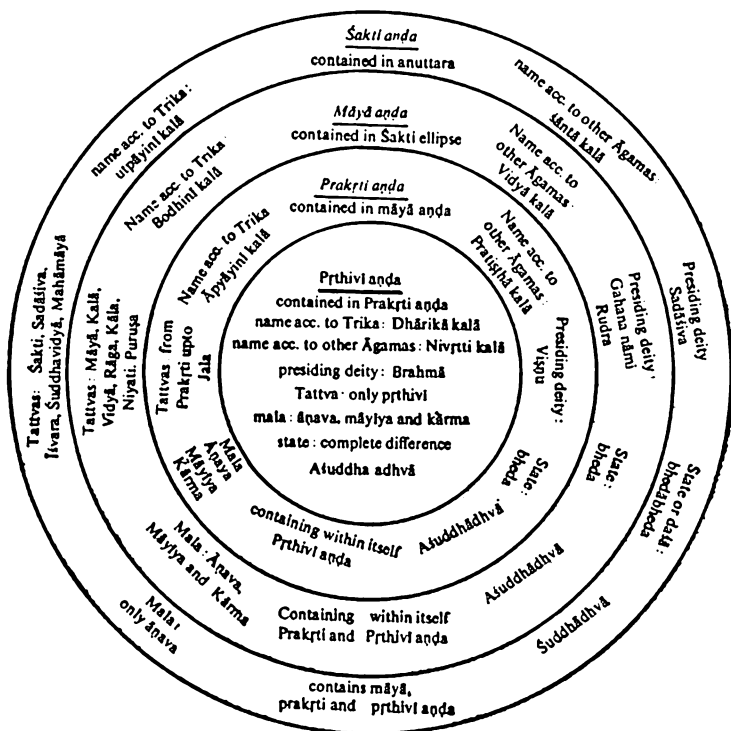 Śakti aṇḍa
contained in anuttara
name acc. to Trika:
utpāyinī kalā
name acc. to other Āgamas:
śāntā kalā
Tattvas: Śakti, Sadāśiva,
Īśvara, Śuddhavidyā, Mahāmāyā
Presiding deity
Sadāśiva
State or daśā:
bhedābheda
Mala:
only āṇava
Śuddhādhvā
contains māyā,
prakṛti and pṛthivī aṇḍa
Māyā aṇḍa
contained in Śakti ellipse
Name acc. to Trika
Bodhinī kalā
Name acc. to
other Āgamas:
Vidyā kalā
Tattvas: Māyā, Kalā,
Vidyā, Rāga, Kāla,
Niyati. Puruṣa
Presiding deity
Gahana nāmi
Rudra
State:
bheda
Mala: Āṇava,
Māyīya and Kārma
Aśuddhādhvā
Containing within itself
Prakṛti and Pṛthivī aṇḍa
Prakṛti aṇḍa
contained in māyā aṇḍa
Name acc. to Trika
Āpyāyinī kalā
Name acc. to
other Āgamas:
Pratiṣṭhā kalā
Tattvas from
Prakṛti upto
Jala
Presiding deity:
Viṣṇu
State:
bheda
Mala
Āṇava
Māyīya
Kārma
Aśuddhādhvā
containing within itself
Pṛthivī aṇḍa
Pṛthivī aṇḍa
contained in Prakṛti aṇḍa
name acc. to Trika: Dhārikā kalā
name acc. to other Āgamas: Nivṛtti kalā
presiding deity: Brahmā
Tattva · only pṛthivī
mala: āṇava, māyīya and kārma
state: complete difference
Aśuddha adhvā